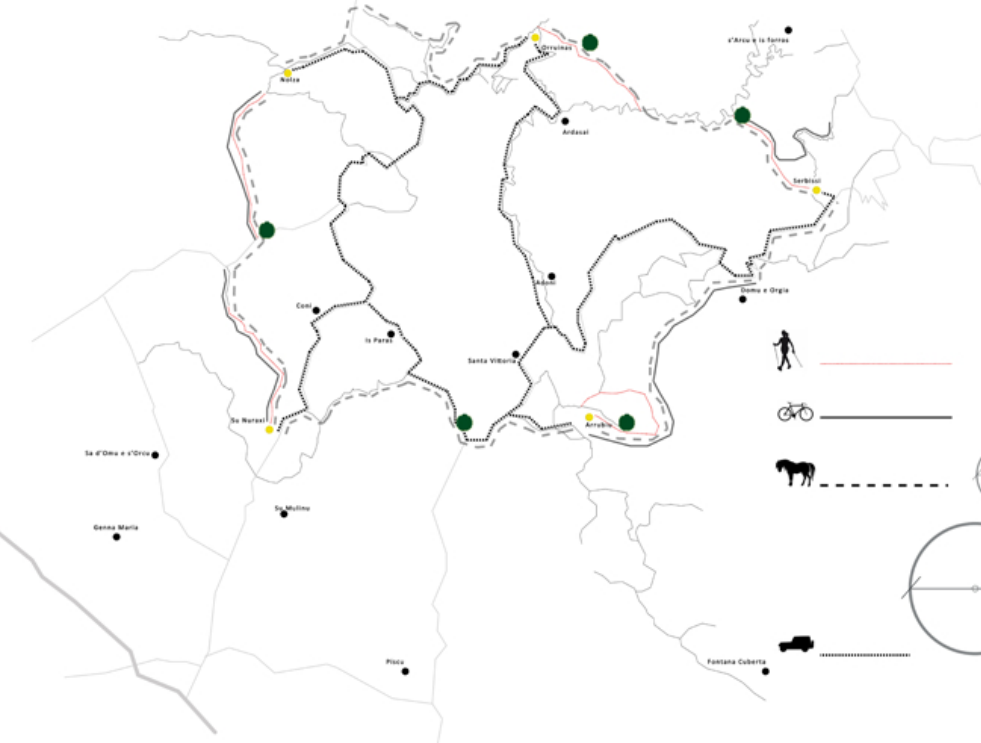 s'Arcu e is forros
Orruinas
Nolza
Ardasai
Serbissi
Adoni
Domu e Orgia
Coni
Is Paras
Santa Vittoria
Su Nuraxi
Arrubiu
Sa d'Omu e s'Orcu
Su Mulinu
Genna Maria
Piscu
Fontana Cuberta